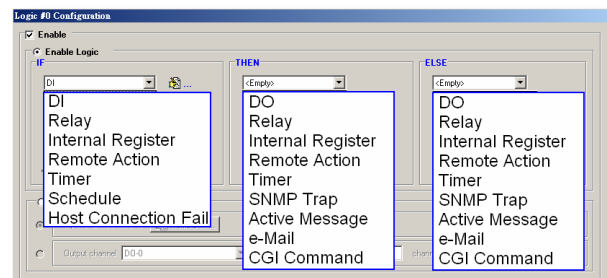 Logic #0 Configuration
Enable
Enable Logic
IF
DI
...
DI
Relay
Internal Register
Remote Action
Timer
Schedule
Host Connection Fail
THEN
<Empty>
DO
Relay
Internal Register
Remote Action
Timer
SNMP Trap
Active Message
e-Mail
CGI Command
ELSE
<Empty>
DO
Relay
Internal Register
Remote Action
Timer
SNMP Trap
Active Message
e-Mail
CGI Command
Output channel DO-0